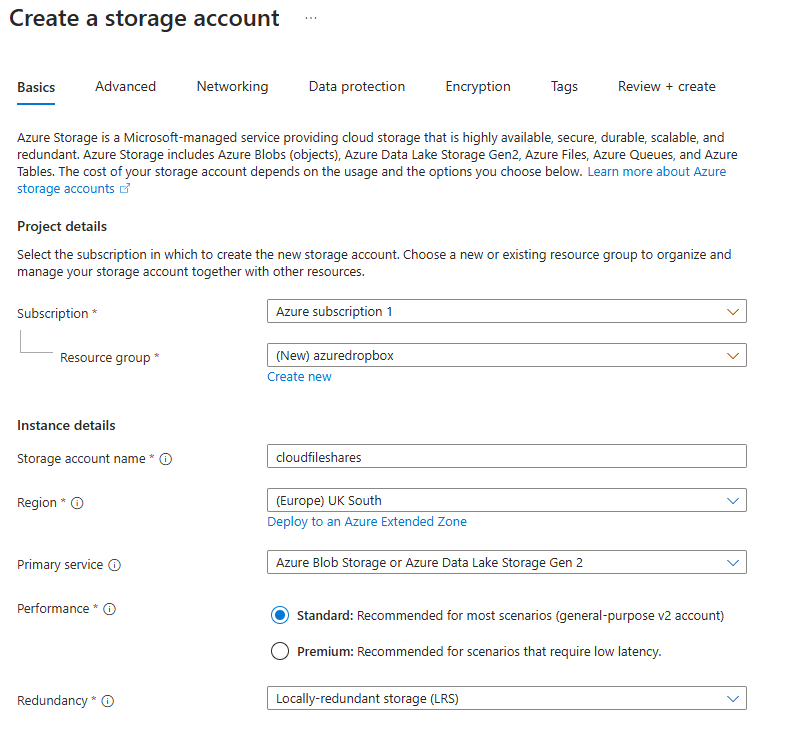 Create a storage account ...
Basics Advanced Networking Data protection Encryption Tags Review + create
Azure Storage is a Microsoft-managed service providing cloud storage that is highly available, secure, durable, scalable, and
redundant. Azure Storage includes Azure Blobs (objects), Azure Data Lake Storage Gen2, Azure Files, Azure Queues, and Azure
Tables. The cost of your storage account depends on the usage and the options you choose below. Learn more about Azure
storage accounts
Project details
Select the subscription in which to create the new storage account. Choose a new or existing resource group to organize and
manage your storage account together with other resources.
Subscription * Azure subscription 1
Resource group * (New) azuredropbox
Create new
Instance details
Storage account name * cloudfileshares
Region * (Europe) UK South
Deploy to an Azure Extended Zone
Primary service Azure Blob Storage or Azure Data Lake Storage Gen 2
Performance * Standard: Recommended for most scenarios (general-purpose v2 account)
Premium: Recommended for scenarios that require low latency.
Redundancy * Locally-redundant storage (LRS)